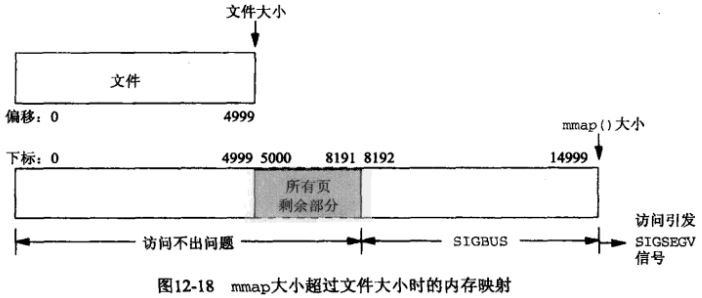 文件大小
文件
偏移：0 4999
mmap()大小
下标：0 4999 5000 8191 8192 14999
所有页
剩余部分
访问不出问题 SIGBUS
访问引发
SIGSEGV
信号
图12-18 mmap大小超过文件大小时的内存映射